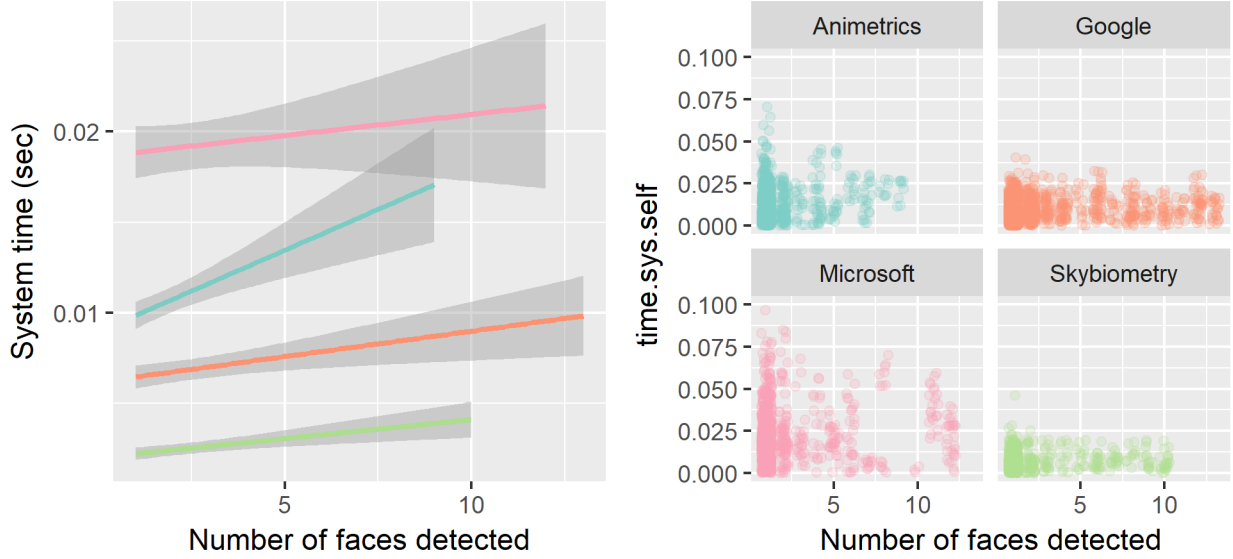 System time (sec)
0.02
0.01
5 10
Number of faces detected
time.sys.self
Animetrics Google
0.100
0.075
0.050
0.025
0.000
Microsoft Skybiometry
0.100
0.075
0.050
0.025
0.000
5 10 5 10
Number of faces detected